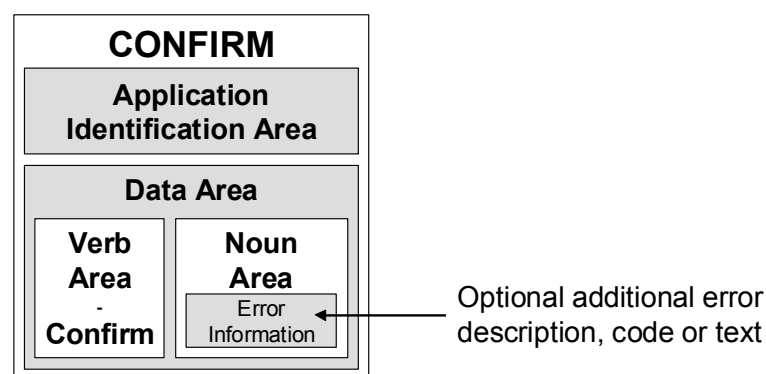 CONFIRM
Application
Identification Area
Data Area
Verb
Area
-
Confirm
Noun
Area
Error
Information
Optional additional error
description, code or text